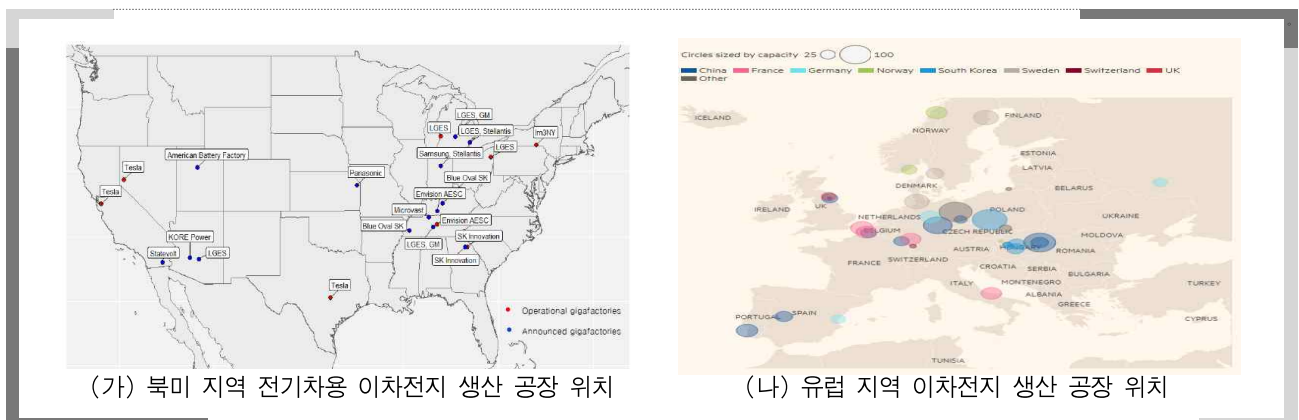 LGES, GM
LGES
LGES, Stellantis
Im3NY
American Battery Factory
Samsung, Stellantis
LGES
Tesla
Panasonic
Blue Oval SK
Tesla
Envision AESC
Microvast
Envision AESC
Blue Oval SK
KORE Power
SK Innovation
Statevolt
LGES
LGES, GM
SK Innovation
Tesla
Operational gigafactories
Announced gigafactories
(가) 북미 지역 전기차용 이차전지 생산 공장 위치
Circles sized by capacity 25 100
China France Germany Norway South Korea Sweden Switzerland UK
Other
ICELAND
FINLAND
NORWAY
ESTONIA
LATVIA
DENMARK
BELARUS
IRELAND
UK
NETHERLANDS
POLAND
UKRAINE
BELGIUM
CZECH REPUBLIC
MOLDOVA
AUSTRIA
HUNGARY
ROMANIA
FRANCE
SWITZERLAND
CROATIA
SERBIA
BULGARIA
ITALY
MONTENEGRO
TURKEY
ALBANIA
GREECE
PORTUGAL
SPAIN
CYPRUS
TUNISIA
(나) 유럽 지역 이차전지 생산 공장 위치